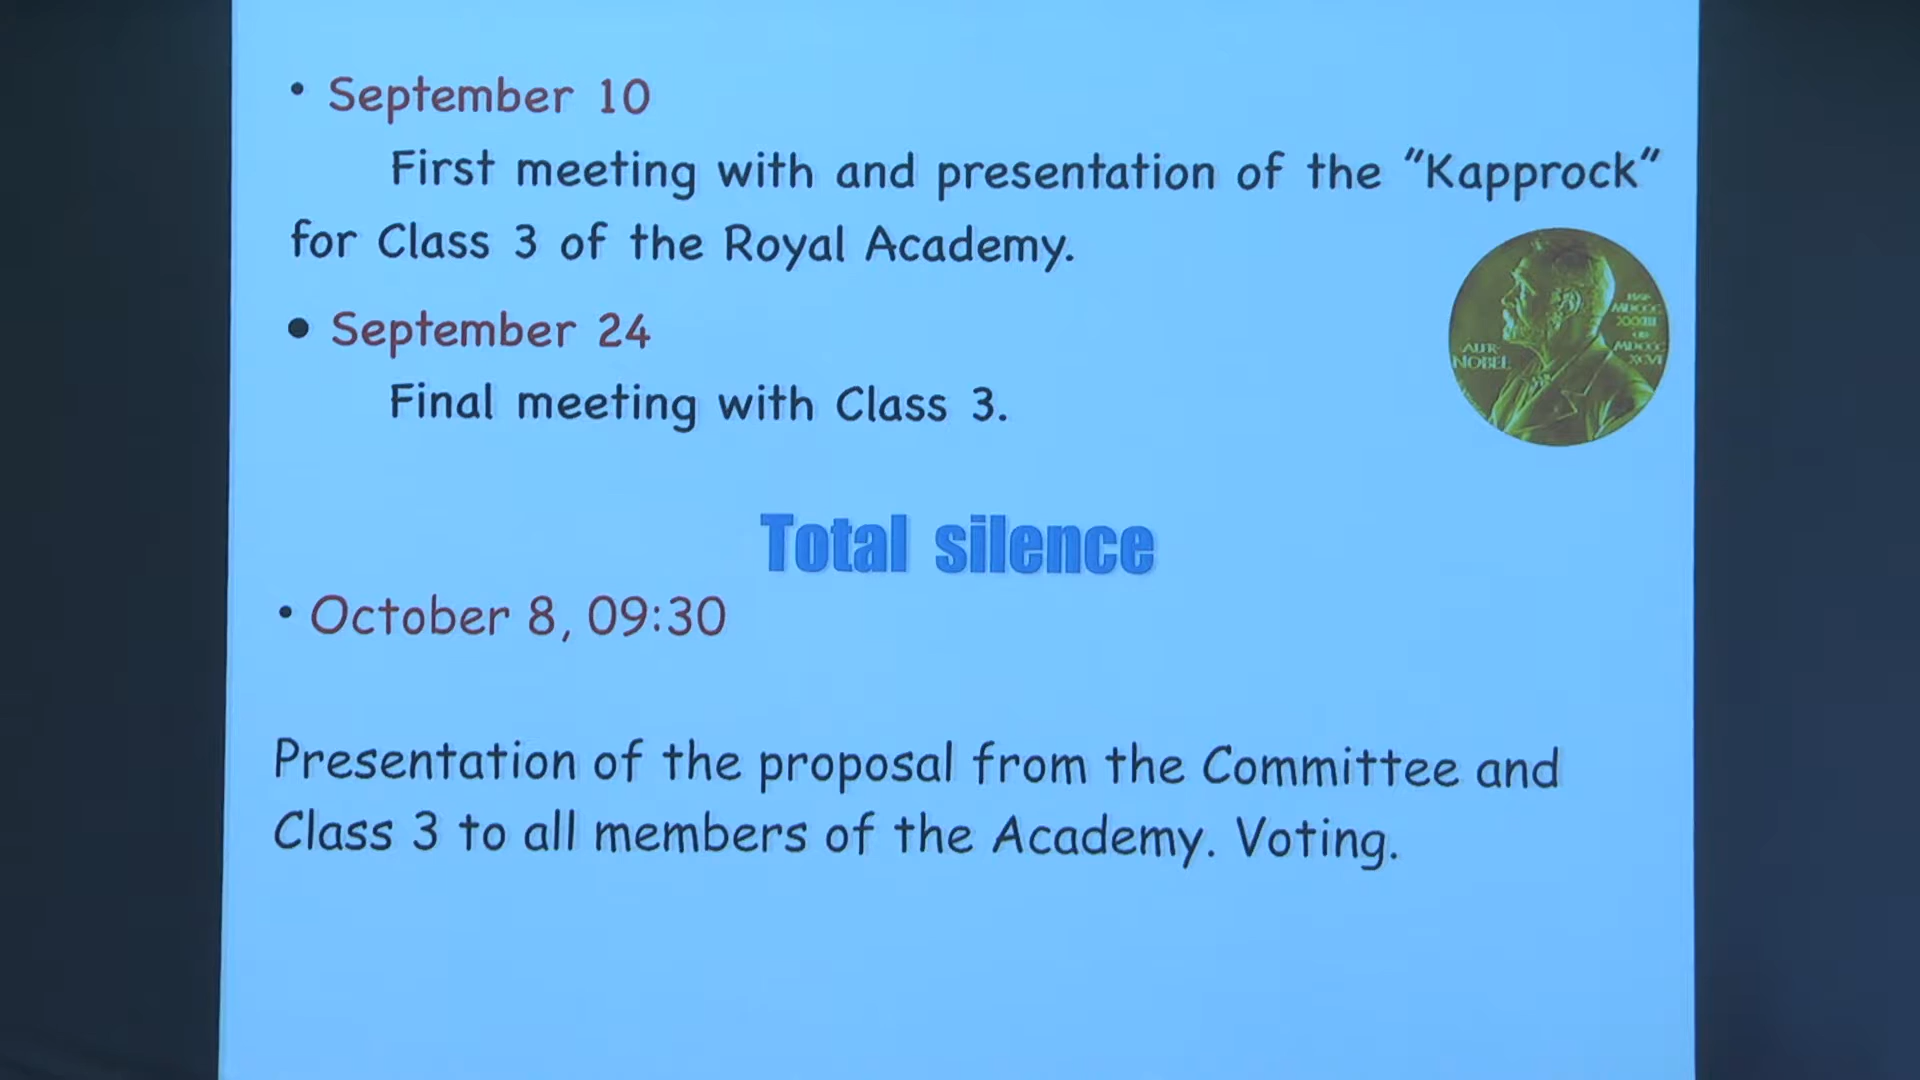 • September 10
First meeting with and presentation of the “Kapprock”
for Class 3 of the Royal Academy.
• September 24
Final meeting with Class 3.
ALFR·
NOBEL
Total silence
• October 8, 09:30
Presentation of the proposal from the Committee and
Class 3 to all members of the Academy. Voting.